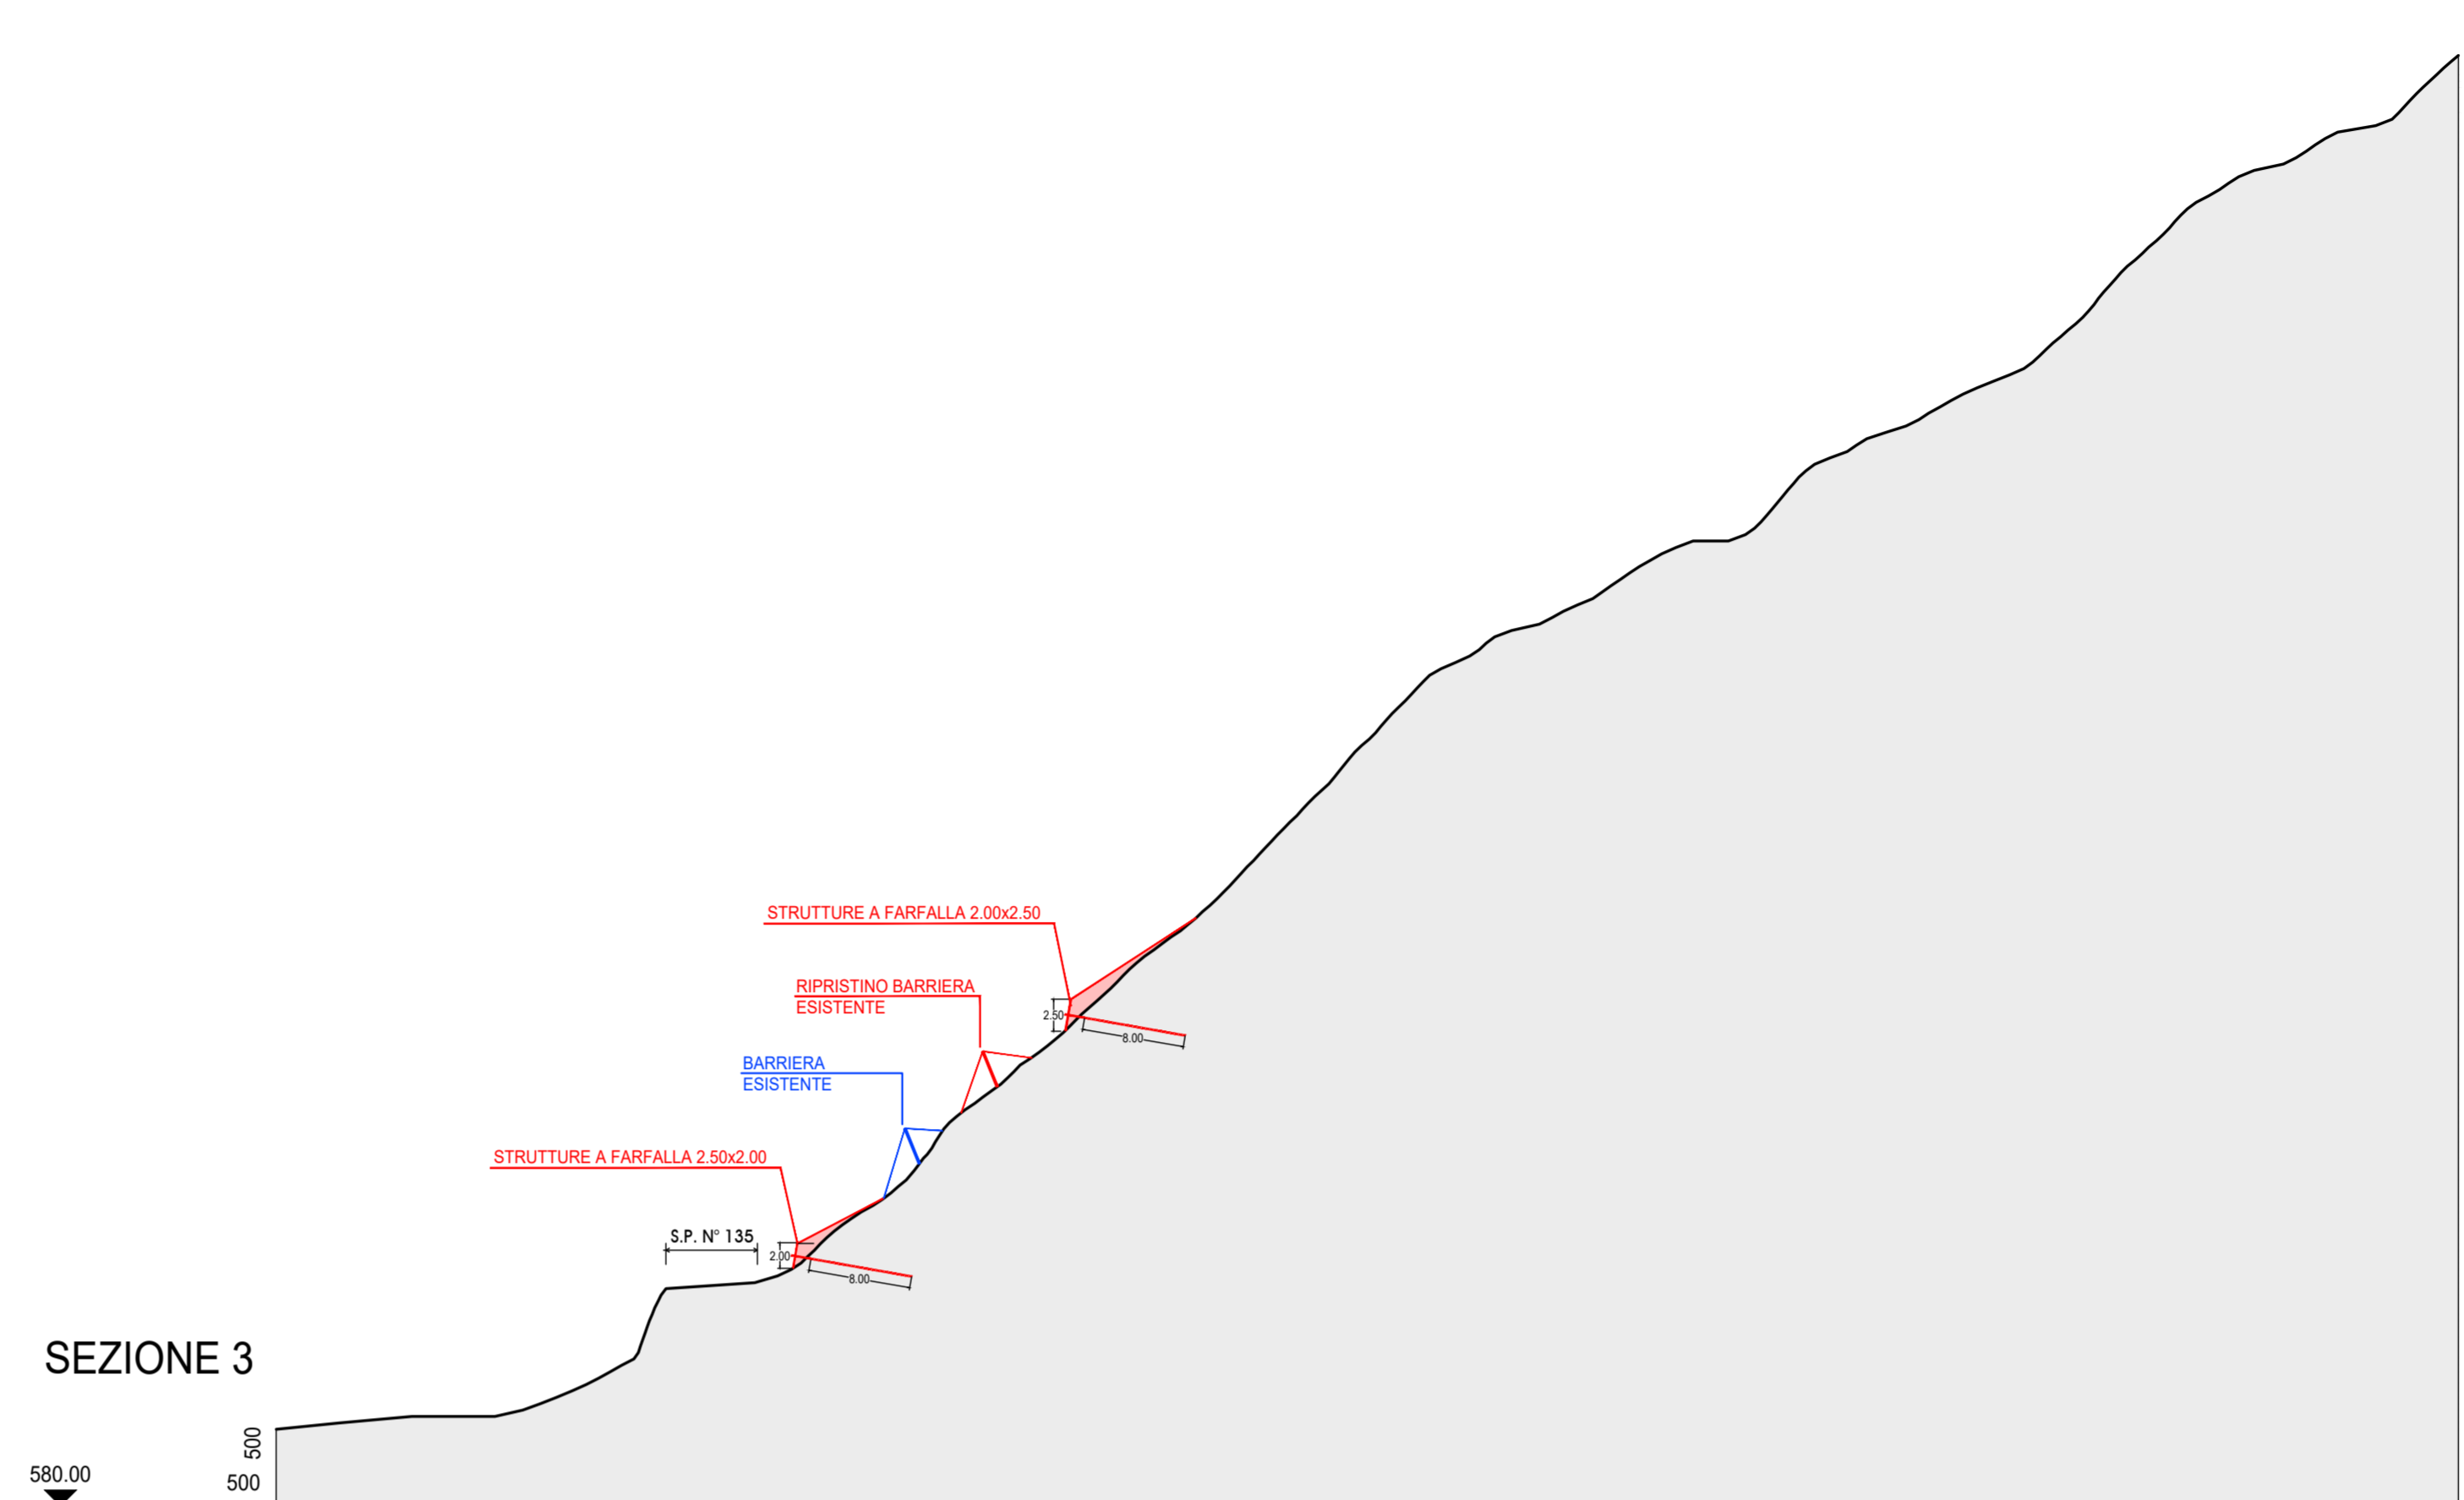 STRUTTURE A FARFALLA 2.00x2.50
RIPRISTINO BARRIERA
ESISTENTE
2.50
8.00
BARRIERA
ESISTENTE
STRUTTURE A FARFALLA 2.50x2.00
S.P. N° 135
2.00
8.00
SEZIONE 3
500
580.00
500